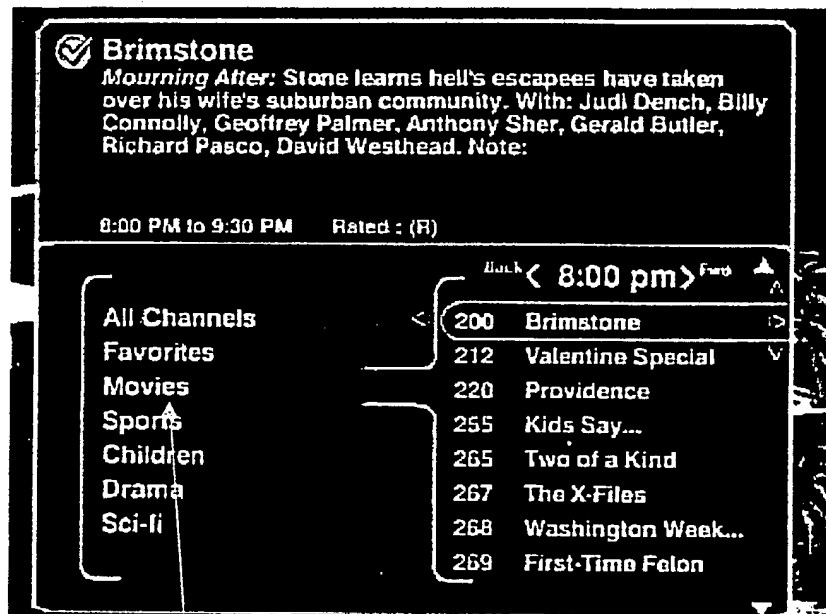 Brimstone
Mourning After: Stone learns hell's escapees have taken
over his wife's suburban community. With: Judi Dench, Billy
Connolly, Geoffrey Palmer, Anthony Sher, Gerald Butler,
Richard Pasco, David Westhead. Note:
8:00 PM to 9:30 PM Rated : (R)
Back < 8:00 pm > Fwd
All Channels
Favorites
Movies
Sports
Children
Drama
Sci-fi
200 Brimstone
212 Valentine Special
220 Providence
255 Kids Say...
265 Two of a Kind
267 The X-Files
268 Washington Week...
269 First-Time Felon